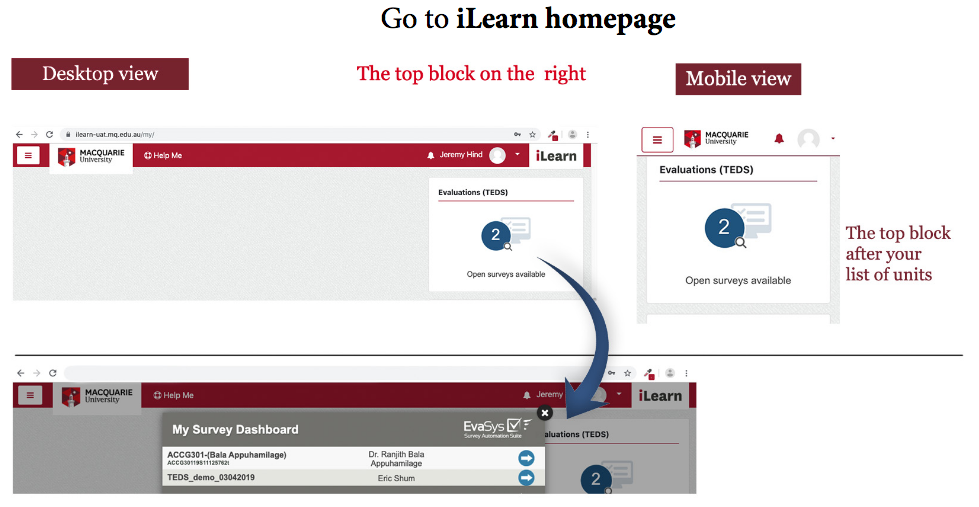 Go to iLearn homepage
Desktop view
The top block on the right
Mobile view
ilearn-uat.mq.edu.au/my/
MACQUARIE
University
Help Me
Jeremy Hind
iLearn
Evaluations (TEDS)
2
Open surveys available
MACQUARIE
University
Evaluations (TEDS)
2
Open surveys available
The top block
after your
list of units
MACQUARIE
University
Help Me
Jeremy
iLearn
My Survey Dashboard
EvaSys
Survey Automation Suite
aluations (TEDS)
ACCG301-(Bala Appuhamilage)
Dr. Ranjith Bala
Appuhamilage
TEDS_demo_03042019
Eric Shum
2